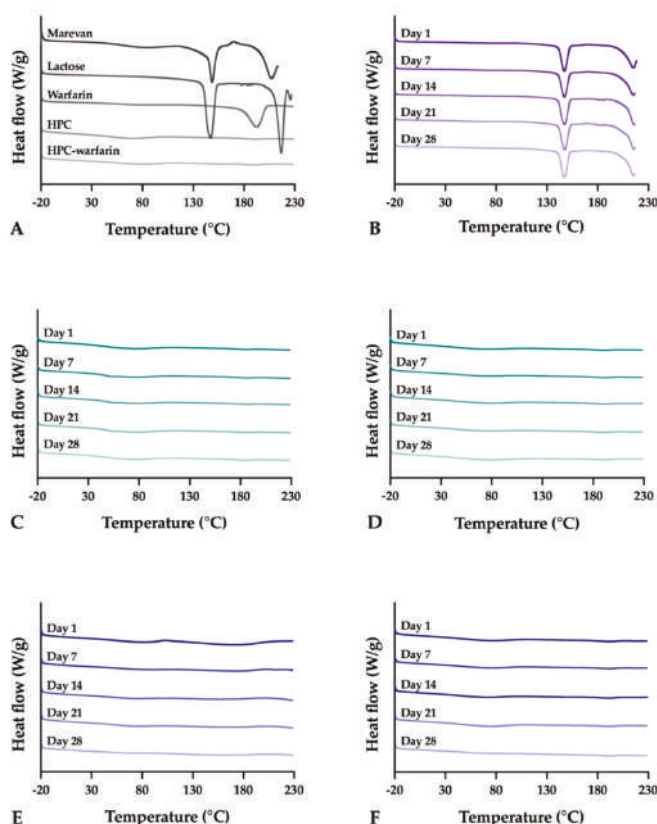 Heat flow (W/g)
Marevan
Lactose
Warfarin
HPC
HPC-warfarin
-20 30 80 130 180 230
A Temperature (°C)
Heat flow (W/g)
Day 1
Day 7
Day 14
Day 21
Day 28
-20 30 80 130 180 230
B Temperature (°C)
Heat flow (W/g)
Day 1
Day 7
Day 14
Day 21
Day 28
-20 30 80 130 180 230
C Temperature (°C)
Heat flow (W/g)
Day 1
Day 7
Day 14
Day 21
Day 28
-20 30 80 130 180 230
D Temperature (°C)
Heat flow (W/g)
Day 1
Day 7
Day 14
Day 21
Day 28
-20 30 80 130 180 230
E Temperature (°C)
Heat flow (W/g)
Day 1
Day 7
Day 14
Day 21
Day 28
-20 30 80 130 180 230
F Temperature (°C)